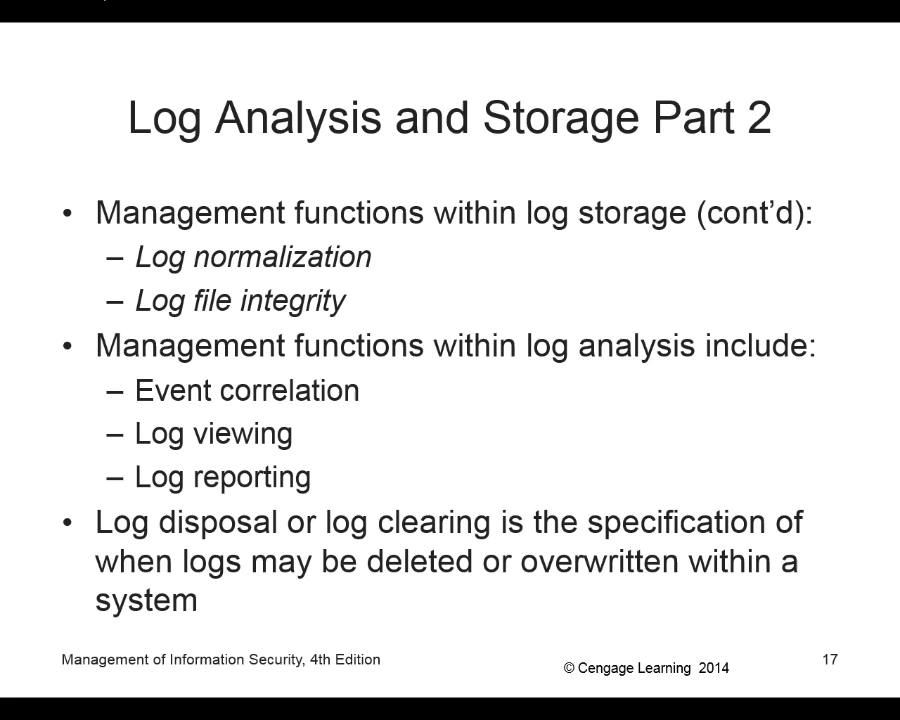 Log Analysis and Storage Part 2
• Management functions within log storage (cont’d):
– Log normalization
– Log file integrity
• Management functions within log analysis include:
– Event correlation
– Log viewing
– Log reporting
• Log disposal or log clearing is the specification of
when logs may be deleted or overwritten within a
system
Management of Information Security, 4th Edition
© Cengage Learning 2014
17